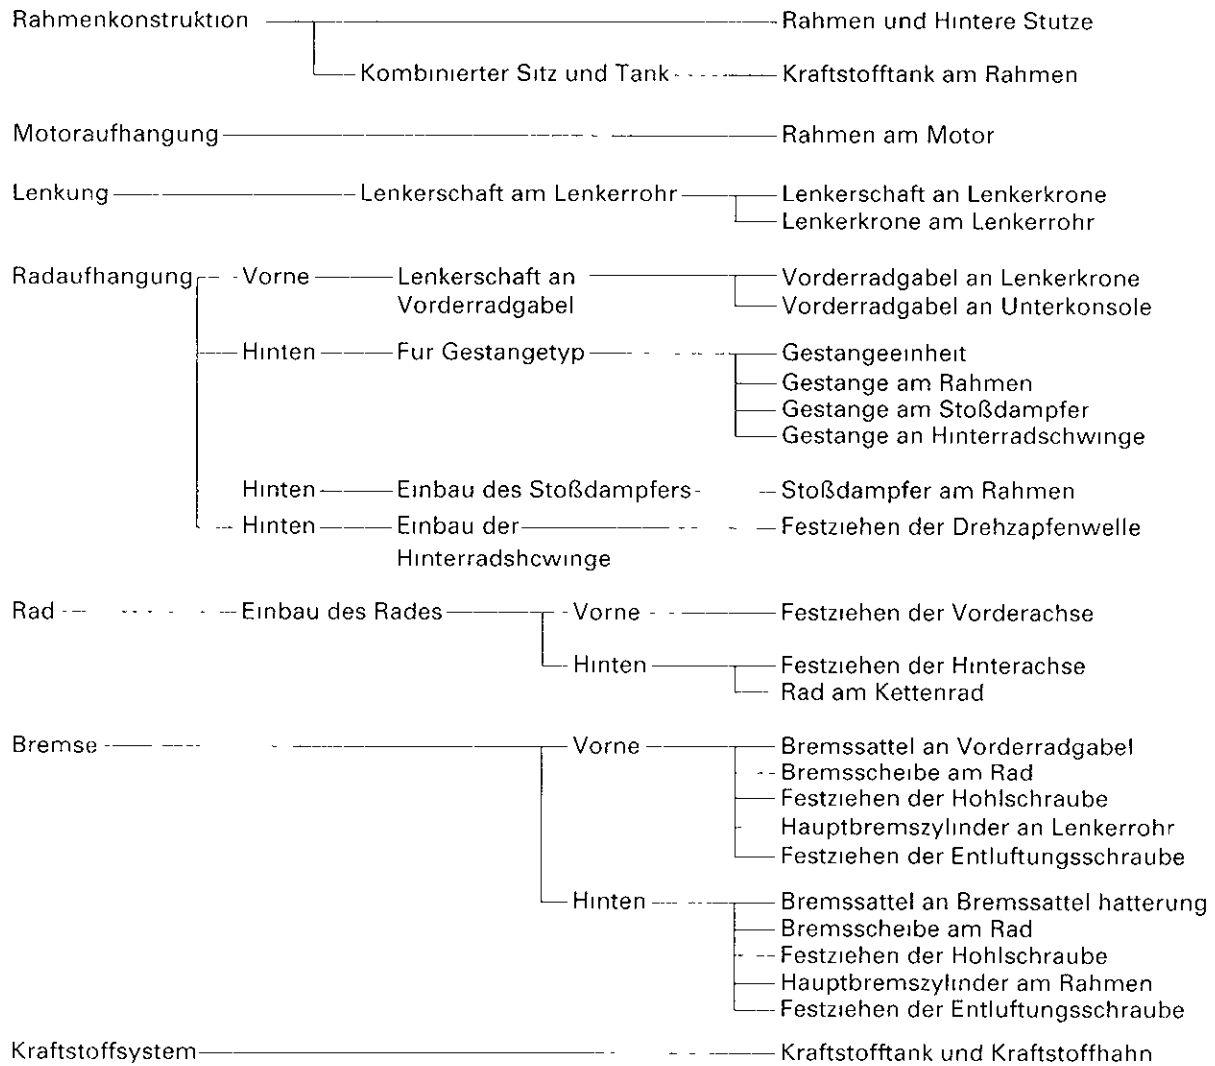 Rahmenkonstruktion Rahmen und Hintere Stutze
Kombinierter Sitz und Tank Kraftstofftank am Rahmen
Motoraufhangung Rahmen am Motor
Lenkung Lenkerschaft am Lenkerrohr Lenkerschaft an Lenkerkrone
Lenkerkrone am Lenkerrohr
Radaufhangung Vorne Lenkerschaft an Vorderradgabel an Lenkerkrone
Vorderradgabel Vorderradgabel an Unterkonsole
Hinten Fur Gestangetyp Gestangeeinheit
Gestange am Rahmen
Gestange am Stoßdampfer
Gestange an Hinterradschwinge
Hinten Einbau des Stoßdampfers Stoßdampfer am Rahmen
Hinten Einbau der Festziehen der Drehzapfenwelle
Hinterradshcwinge
Rad Einbau des Rades Vorne Festziehen der Vorderachse
Hinten Festziehen der Hinterachse
Rad am Kettenrad
Bremse Vorne Bremssattel an Vorderradgabel
Bremsscheibe am Rad
Festziehen der Hohlschraube
Hauptbremszylinder an Lenkerrohr
Festziehen der Entluftungsschraube
Hinten Bremssattel an Bremssattel hatterung
Bremsscheibe am Rad
Festziehen der Hohlschraube
Hauptbremszylinder am Rahmen
Festziehen der Entluftungsschraube
Kraftstoffsystem Kraftstofftank und Kraftstoffhahn